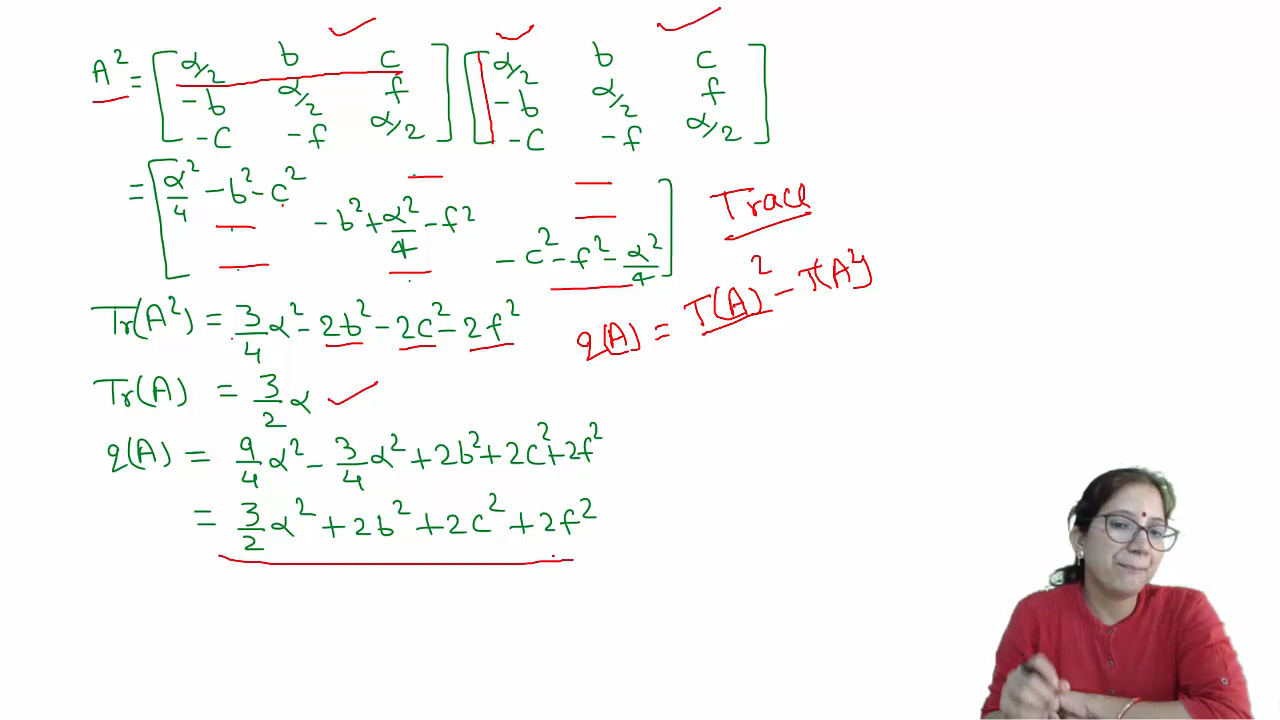 A² = [α/2 b c] [α/2 b c]
[-b α/2 f] [-b α/2 f]
[-c -f α/2] [-c -f α/2]
= [α²/4 - b² - c² — —
— -b² + α²/4 - f² —
— — -c² - f² - α²/4]
Trace
Tr(A²) = 3/4 α² - 2b² - 2c² - 2f²
q(A) = T(A)² - T(A²)
Tr(A) = 3/2 α
q(A) = 9/4 α² - 3/4 α² + 2b² + 2c² + 2f²
= 3/2 α² + 2b² + 2c² + 2f²